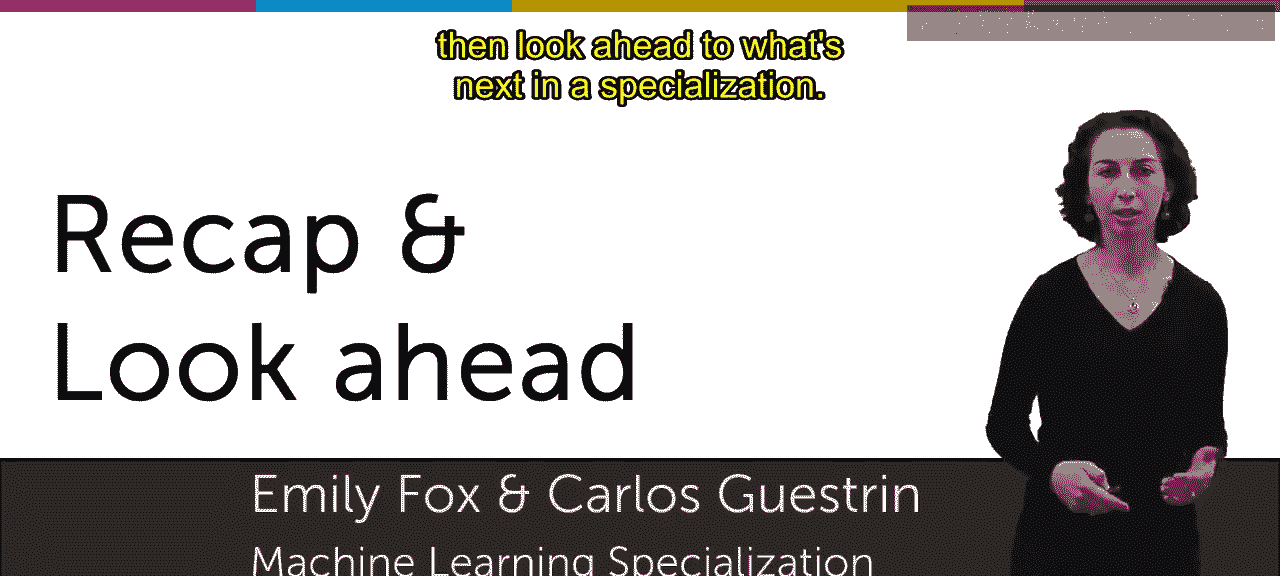 then look ahead to what's
next in a specialization.
Recap &
Look ahead
Emily Fox & Carlos Guestrin
Machine Learning Specialization